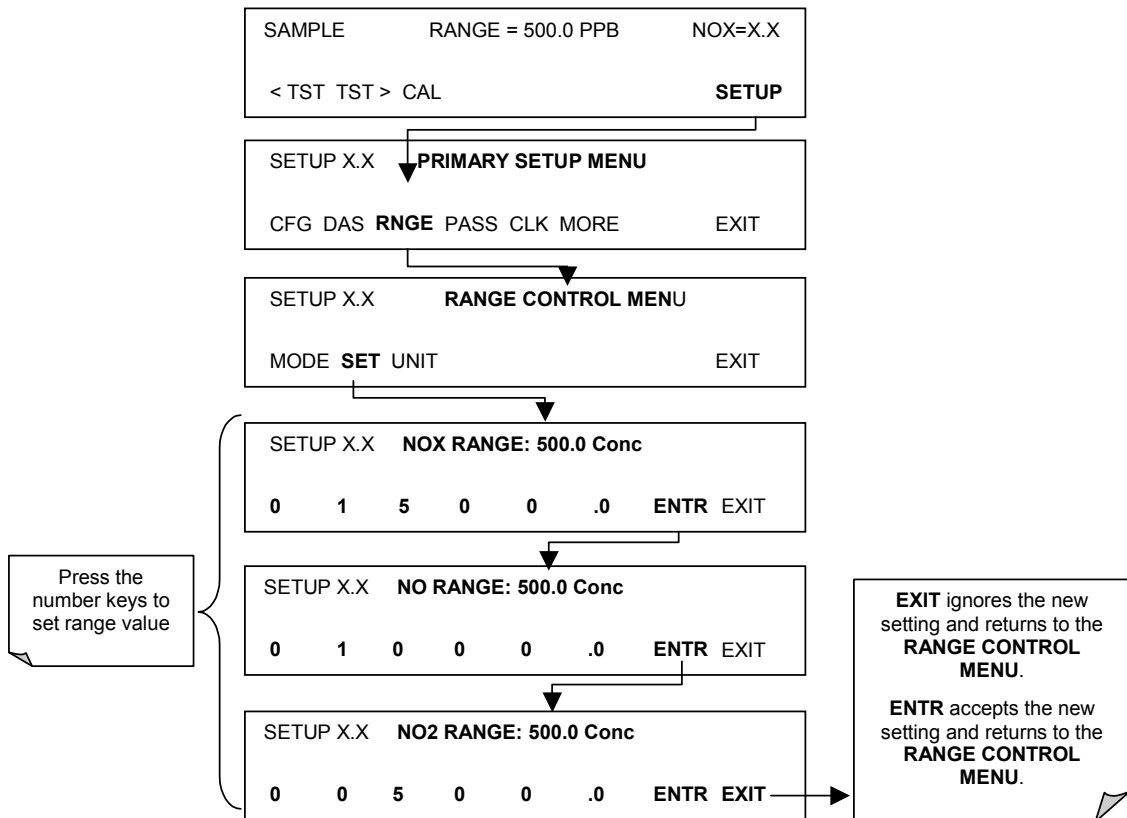 SAMPLE RANGE = 500.0 PPB NOX=X.X
< TST TST > CAL SETUP
SETUP X.X PRIMARY SETUP MENU
CFG DAS RNGE PASS CLK MORE EXIT
SETUP X.X RANGE CONTROL MENU
MODE SET UNIT EXIT
SETUP X.X NOX RANGE: 500.0 Conc
0 1 5 0 0 .0 ENTR EXIT
SETUP X.X NO RANGE: 500.0 Conc
0 1 0 0 0 .0 ENTR EXIT
SETUP X.X NO2 RANGE: 500.0 Conc
0 0 5 0 0 .0 ENTR EXIT
Press the
number keys to
set range value
EXIT ignores the new
setting and returns to the
RANGE CONTROL
MENU.
ENTR accepts the new
setting and returns to the
RANGE CONTROL
MENU.